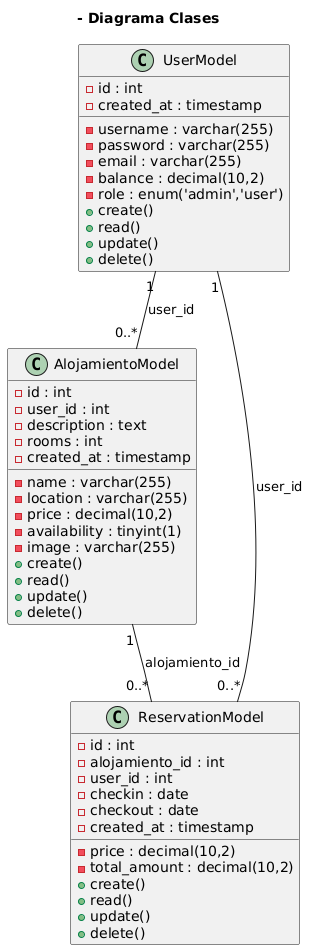 - Diagrama Clases
C UserModel
id : int
created_at : timestamp
username : varchar(255)
password : varchar(255)
email : varchar(255)
balance : decimal(10,2)
role : enum('admin','user')
create()
read()
update()
delete()
1
1
user_id
0..*
C AlojamientoModel
id : int
user_id : int
description : text
rooms : int
created_at : timestamp
name : varchar(255)
location : varchar(255)
price : decimal(10,2)
availability : tinyint(1)
image : varchar(255)
create()
read()
update()
delete()
user_id
1
alojamiento_id
0..*
0..*
C ReservationModel
id : int
alojamiento_id : int
user_id : int
checkin : date
checkout : date
created_at : timestamp
price : decimal(10,2)
total_amount : decimal(10,2)
create()
read()
update()
delete()